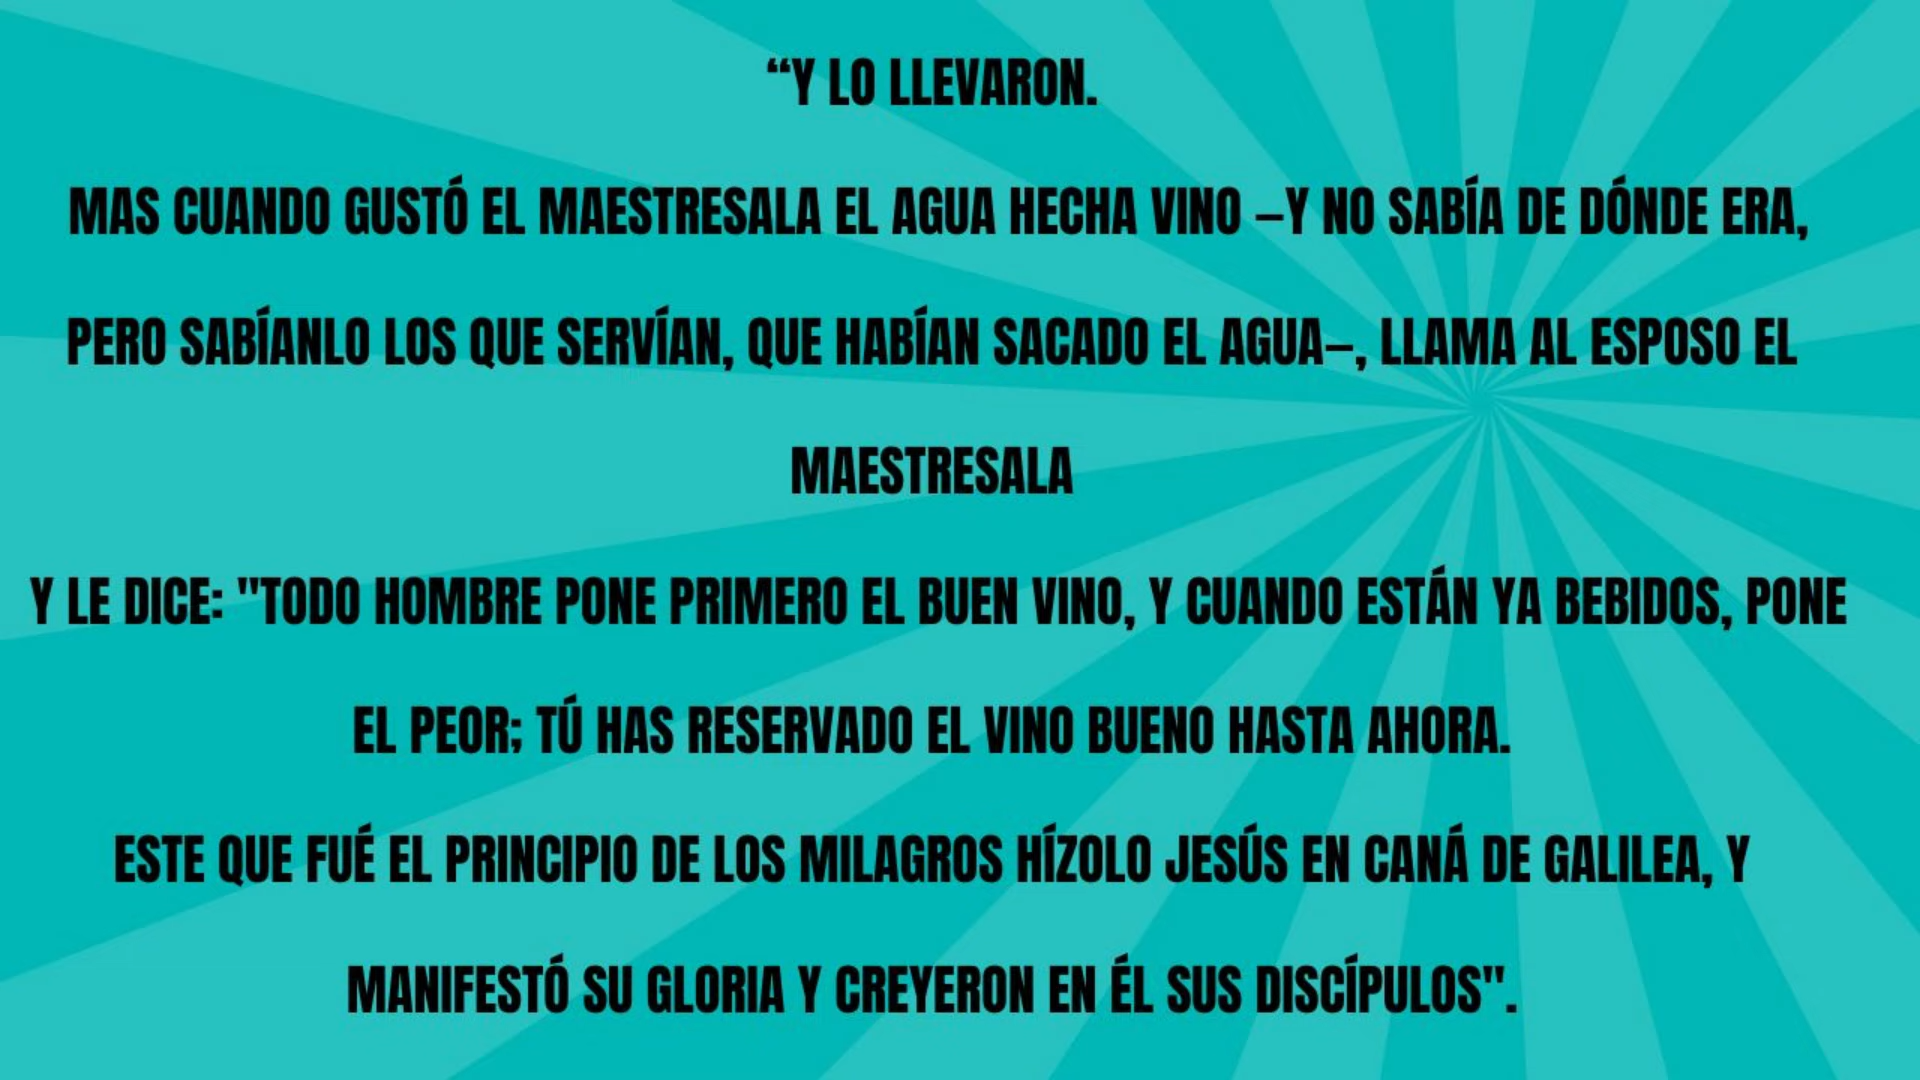 “Y LO LLEVARON.
MAS CUANDO GUSTÓ EL MAESTRESALA EL AGUA HECHA VINO –Y NO SABÍA DE DÓNDE ERA,
PERO SABÍANLO LOS QUE SERVÍAN, QUE HABÍAN SACADO EL AGUA–, LLAMA AL ESPOSO EL
MAESTRESALA
Y LE DICE: "TODO HOMBRE PONE PRIMERO EL BUEN VINO, Y CUANDO ESTÁN YA BEBIDOS, PONE
EL PEOR; TÚ HAS RESERVADO EL VINO BUENO HASTA AHORA.
ESTE QUE FUÉ EL PRINCIPIO DE LOS MILAGROS HÍZOLO JESÚS EN CANÁ DE GALILEA, Y
MANIFESTÓ SU GLORIA Y CREYERON EN ÉL SUS DISCÍPULOS".